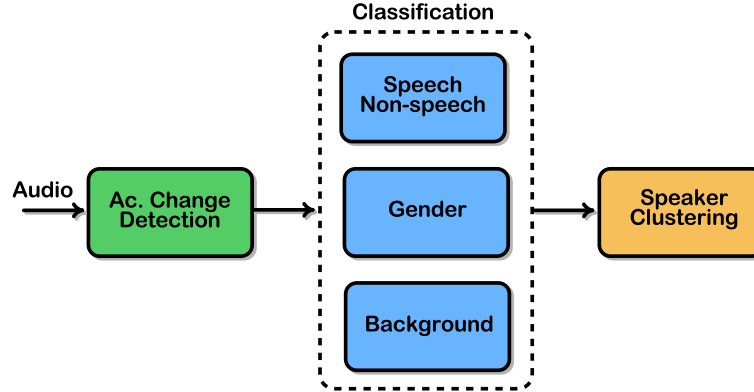 Classification
Speech
Non-speech
Audio
Ac. Change
Detection
Gender
Speaker
Clustering
Background